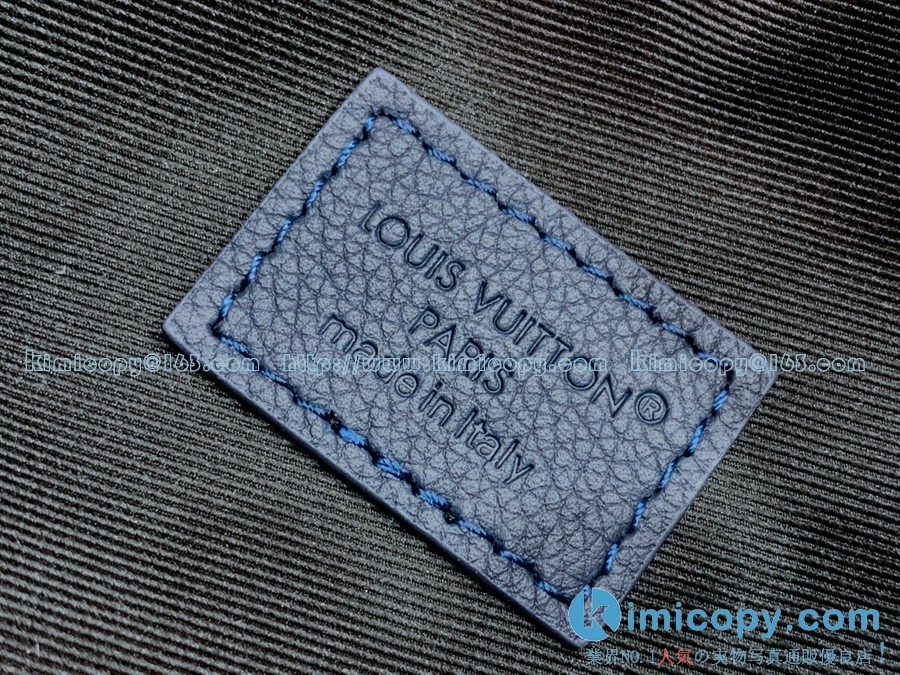 LOUIS VUITTON®
PARIS
made in Italy
Kimicopy@163.com https://www.kimicopy.com Kimicopy@163.com
kimicopy.com
業界NO.1人気の実物写真通販優良店!